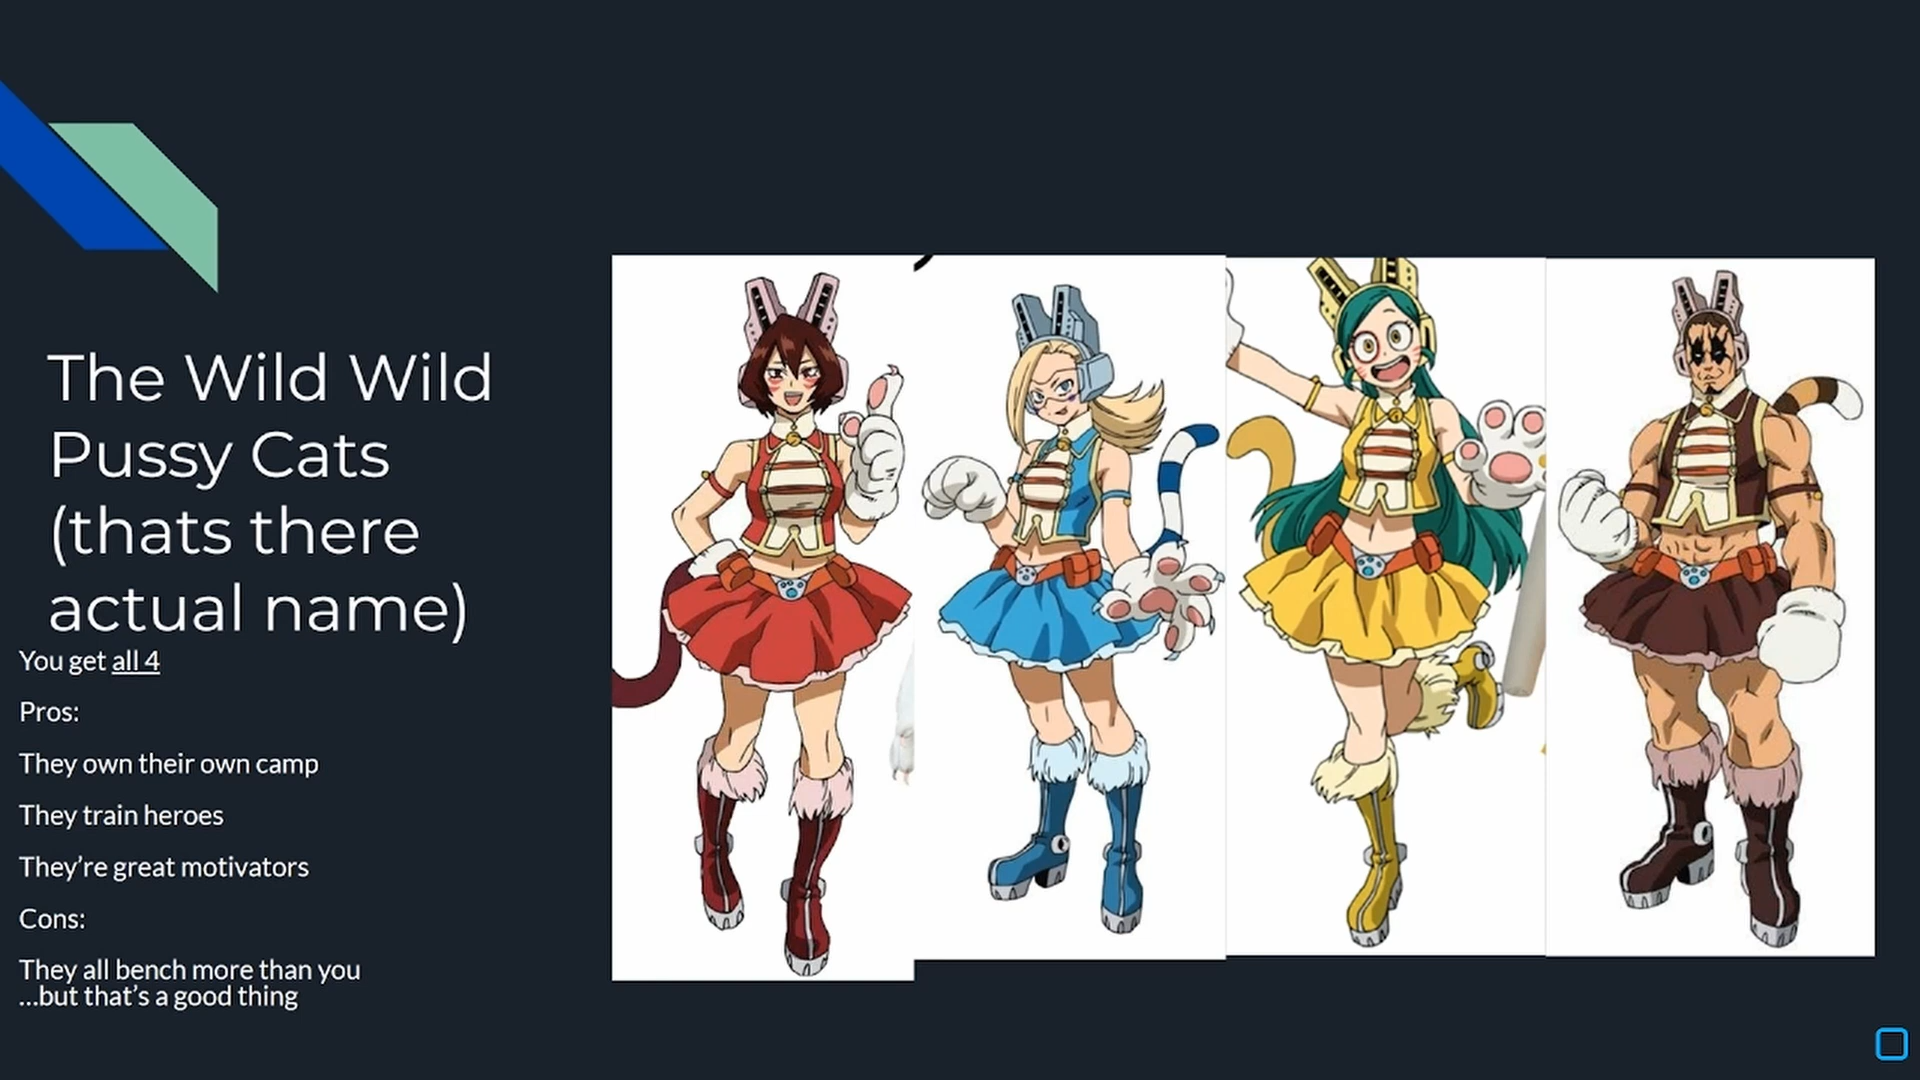 The Wild Wild
Pussy Cats
(thats there
actual name)
You get all 4
Pros:
They own their own camp
They train heroes
They’re great motivators
Cons:
They all bench more than you
...but that’s a good thing